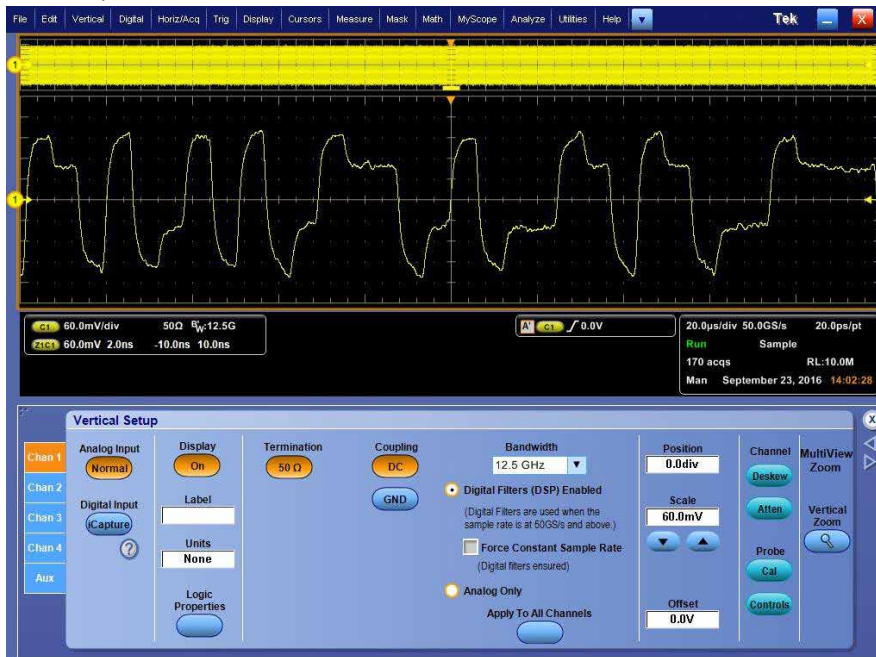 File Edit Vertical Digital Horiz/Acq Trig Display Cursors Measure Mask Math MyScope Analyze Utilities Help Tek X
1
1
C1 60.0mV/div 50Ω BW:12.5G
Z1C1 60.0mV 2.0ns -10.0ns 10.0ns
A' C1 0.0V
20.0µs/div 50.0GS/s 20.0ps/pt
Run Sample
170 acqs RL:10.0M
Man September 23, 2016 14:02:28
Vertical Setup
X
Chan 1
Chan 2
Chan 3
Chan 4
Aux
Analog Input
Normal
Digital Input
iCapture
?
Display
On
Label
Units
None
Logic
Properties
Termination
50 Ω
Coupling
DC
GND
Bandwidth
12.5 GHz
Digital Filters (DSP) Enabled
(Digital Filters are used when the
sample rate is at 50GS/s and above.)
Force Constant Sample Rate
(Digital filters ensured)
Analog Only
Apply To All Channels
Position
0.0div
Scale
60.0mV
Offset
0.0V
Channel
Deskew
Atten
Probe
Cal
Controls
MultiView
Zoom
Vertical
Zoom